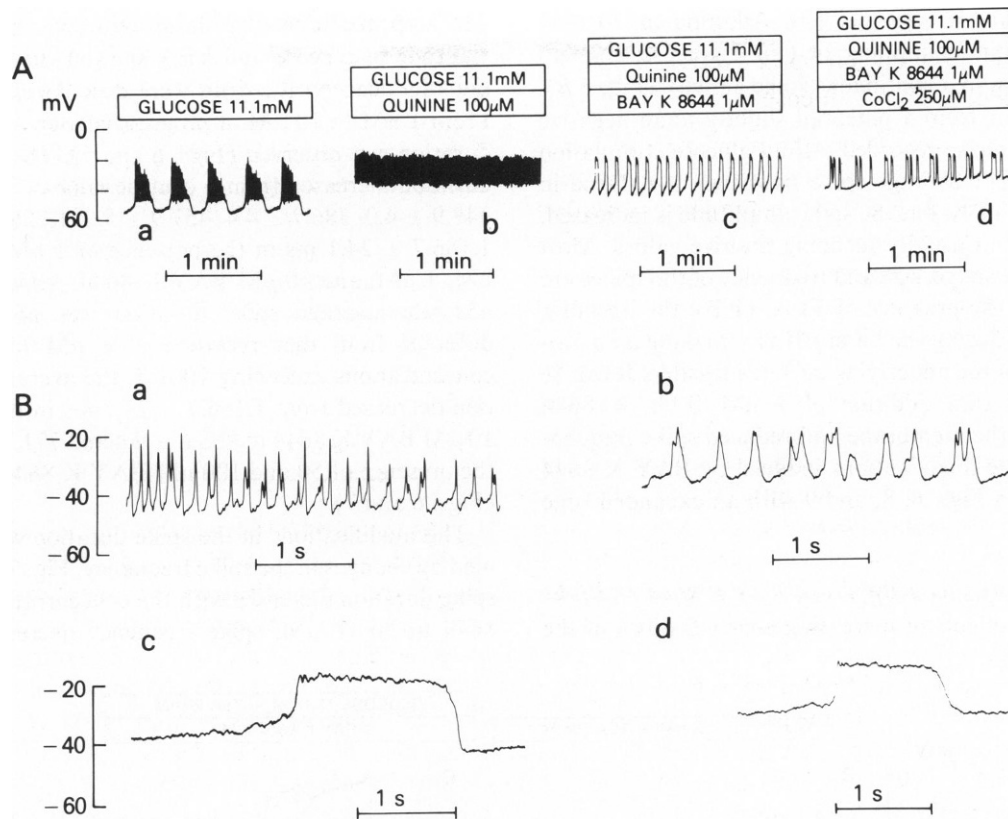 A
mV
0
60
GLUCOSE 11.1mM
a
1 min
GLUCOSE 11.1mM
QUININE 100µM
b
1 min
GLUCOSE 11.1mM
Quinine 100µM
BAY K 8644 1µM
c
1 min
GLUCOSE 11.1mM
QUININE 100µM
BAY K 8644 1µM
CoCl2 250µM
d
1 min
B
a
−20
−40
−60
1 s
b
1 s
c
−20
−40
−60
1 s
d
1 s